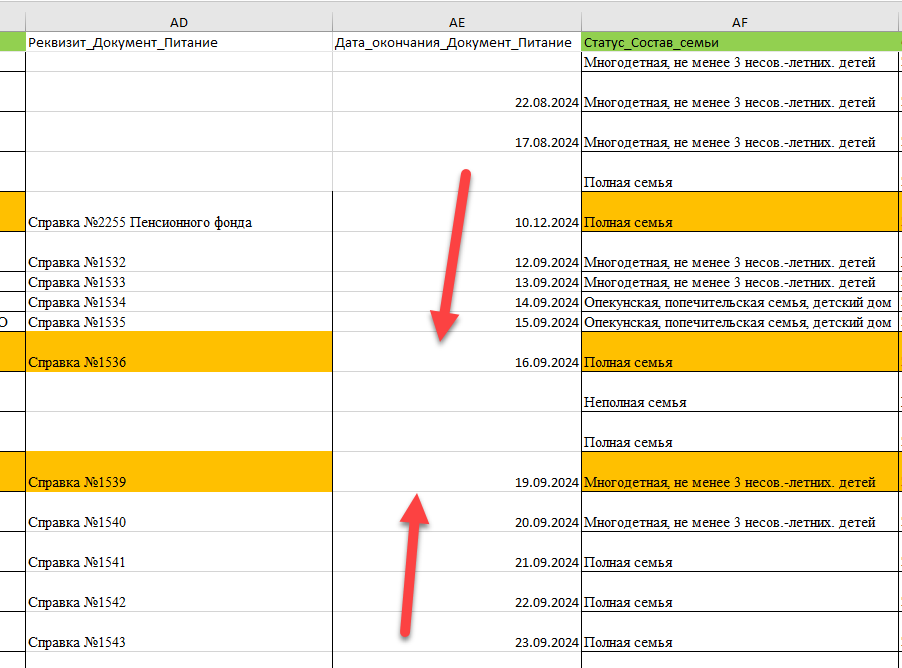 AD AE AF
Реквизит_Документ_Питание Дата_окончания_Документ_Питание Статус_Состав_семьи
Многодетная, не менее 3 несов.-летних. детей
22.08.2024 Многодетная, не менее 3 несов.-летних. детей
17.08.2024 Многодетная, не менее 3 несов.-летних. детей
Полная семья
Справка №2255 Пенсионного фонда 10.12.2024 Полная семья
Справка №1532 12.09.2024 Многодетная, не менее 3 несов.-летних. детей
Справка №1533 13.09.2024 Многодетная, не менее 3 несов.-летних. детей
Справка №1534 14.09.2024 Опекунская, попечительская семья, детский дом
О Справка №1535 15.09.2024 Опекунская, попечительская семья, детский дом
Справка №1536 16.09.2024 Полная семья
Неполная семья
Полная семья
Справка №1539 19.09.2024 Многодетная, не менее 3 несов.-летних. детей
Справка №1540 20.09.2024 Многодетная, не менее 3 несов.-летних. детей
Справка №1541 21.09.2024 Полная семья
Справка №1542 22.09.2024 Полная семья
Справка №1543 23.09.2024 Полная семья